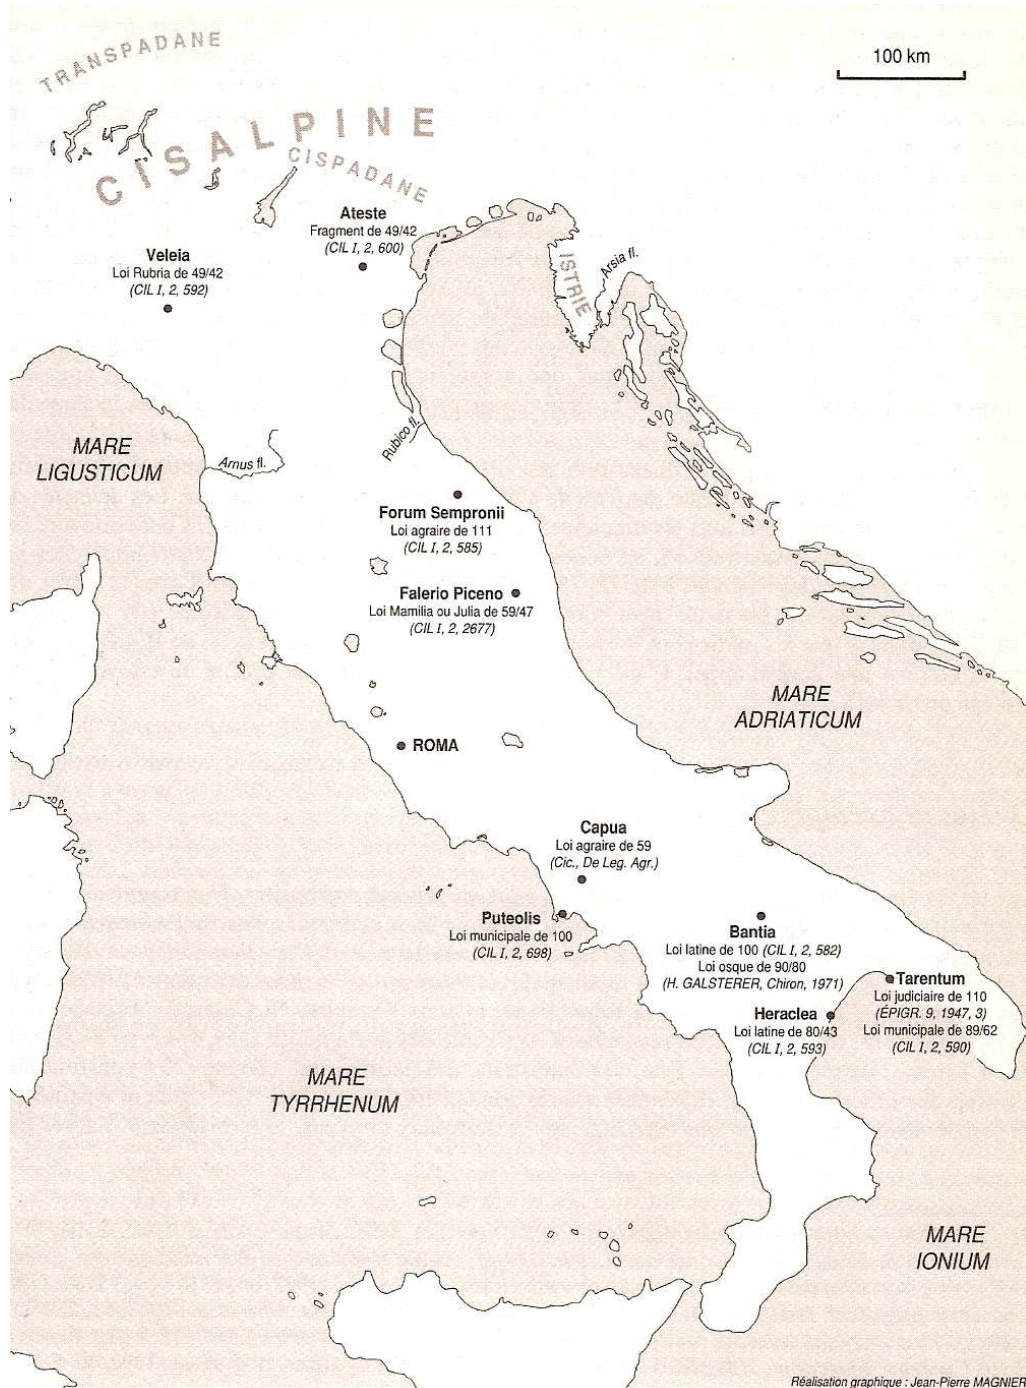 TRANSPADANE
100 km
CISALPINE
CISPADANE
Ateste
Fragment de 49/42
(CIL I, 2, 600)
Veleia
Loi Rubria de 49/42
(CIL I, 2, 592)
ISTRIE
Arsia fl.
Rubico fl.
MARE
LIGUSTICUM
Arnus fl.
Forum Sempronii
Loi agraire de 111
(CIL I, 2, 585)
Falerio Piceno
Loi Mamilia ou Julia de 59/47
(CIL I, 2, 2677)
MARE
ADRIATICUM
ROMA
Capua
Loi agraire de 59
(Cic., De Leg. Agr.)
Puteolis
Loi municipale de 100
(CIL I, 2, 698)
Bantia
Loi latine de 100 (CIL I, 2, 582)
Loi osque de 90/80
(H. GALSTERER, Chiron, 1971)
Tarentum
Loi judiciaire de 110
(ÉPIGR. 9, 1947, 3)
Loi municipale de 89/62
(CIL I, 2, 590)
Heraclea
Loi latine de 80/43
(CIL I, 2, 593)
MARE
TYRRHENUM
MARE
IONIUM
Réalisation graphique : Jean-Pierre MAGNIER